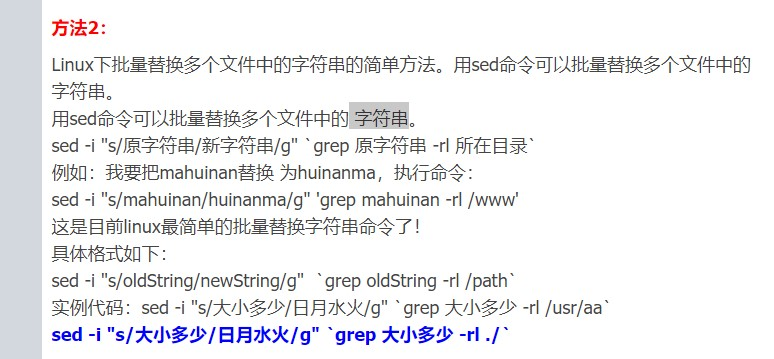 方法2：
Linux下批量替换多个文件中的字符串的简单方法。用sed命令可以批量替换多个文件中的
字符串。
用sed命令可以批量替换多个文件中的 字符串。
sed -i "s/原字符串/新字符串/g" `grep 原字符串 -rl 所在目录`
例如：我要把mahuinan替换 为huinanma，执行命令：
sed -i "s/mahuinan/huinanma/g" 'grep mahuinan -rl /www'
这是目前linux最简单的批量替换字符串命令了！
具体格式如下：
sed -i "s/oldString/newString/g"  `grep oldString -rl /path`
实例代码：sed -i "s/大小多少/日月水火/g" `grep 大小多少 -rl /usr/aa`
sed -i "s/大小多少/日月水火/g" `grep 大小多少 -rl ./`